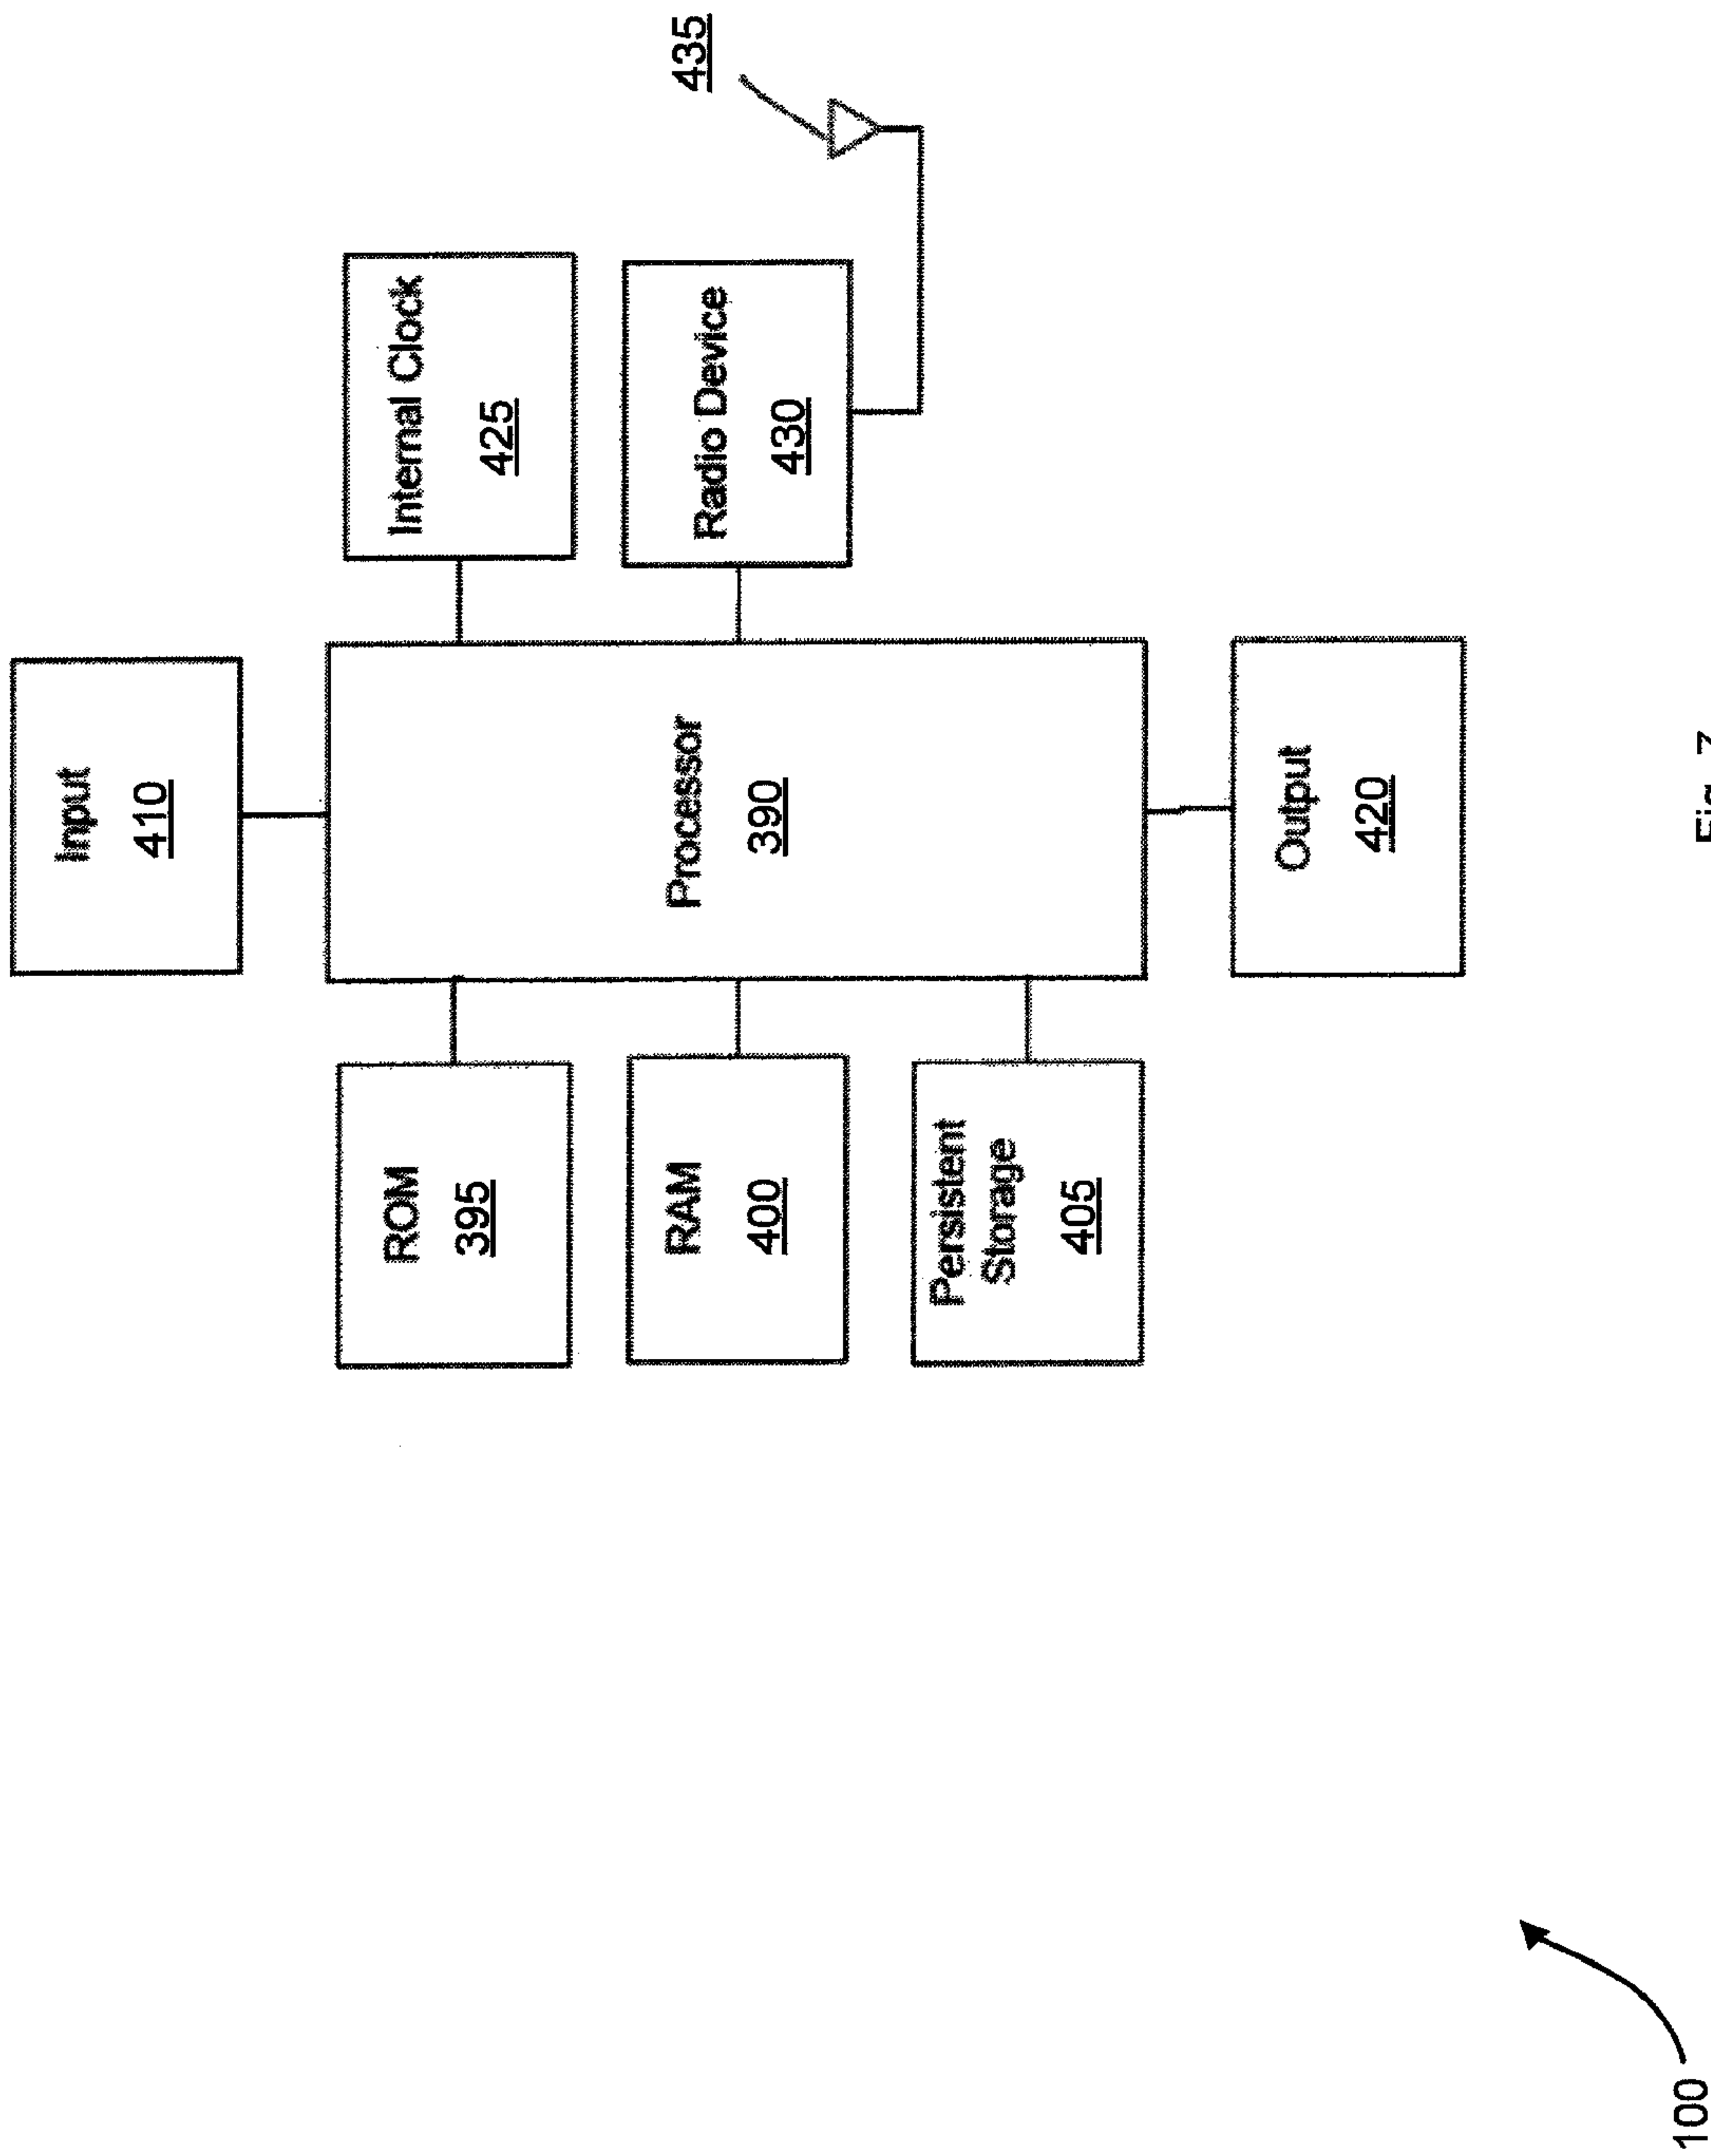 Input
410
ROM
395
Internal Clock
425
RAM
400
Processor
390
Radio Device
430
435
Persistent
Storage
405
Output
420
100
Fig.